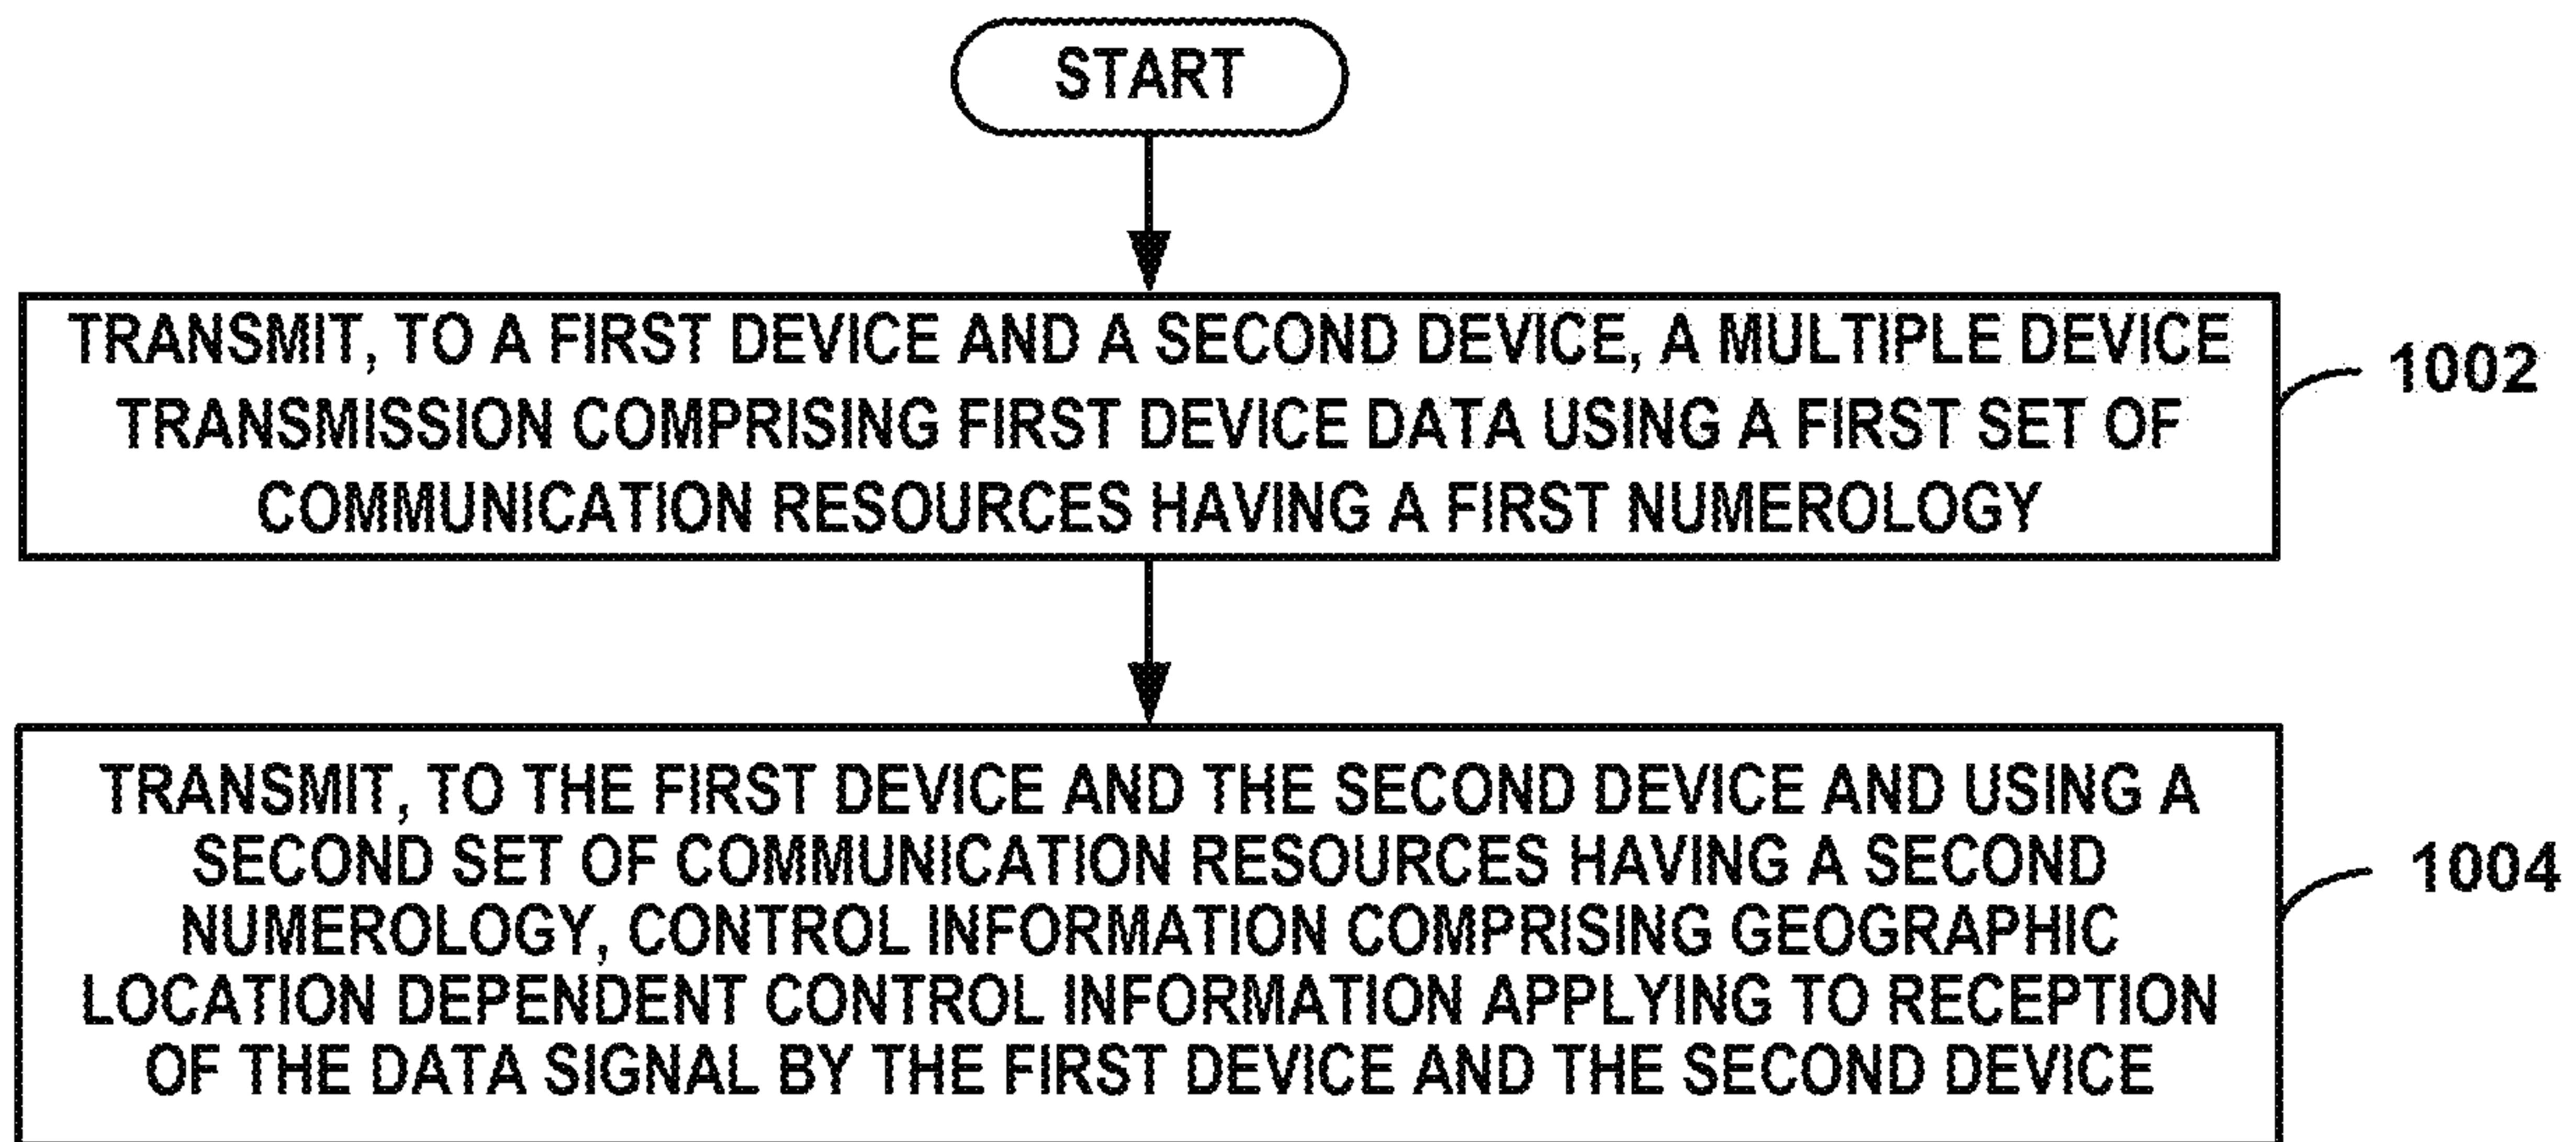 START
TRANSMIT, TO A FIRST DEVICE AND A SECOND DEVICE, A MULTIPLE DEVICE
TRANSMISSION COMPRISING FIRST DEVICE DATA USING A FIRST SET OF
COMMUNICATION RESOURCES HAVING A FIRST NUMEROLOGY
1002
TRANSMIT, TO THE FIRST DEVICE AND THE SECOND DEVICE AND USING A
SECOND SET OF COMMUNICATION RESOURCES HAVING A SECOND
NUMEROLOGY, CONTROL INFORMATION COMPRISING GEOGRAPHIC
LOCATION DEPENDENT CONTROL INFORMATION APPLYING TO RECEPTION
OF THE DATA SIGNAL BY THE FIRST DEVICE AND THE SECOND DEVICE
1004